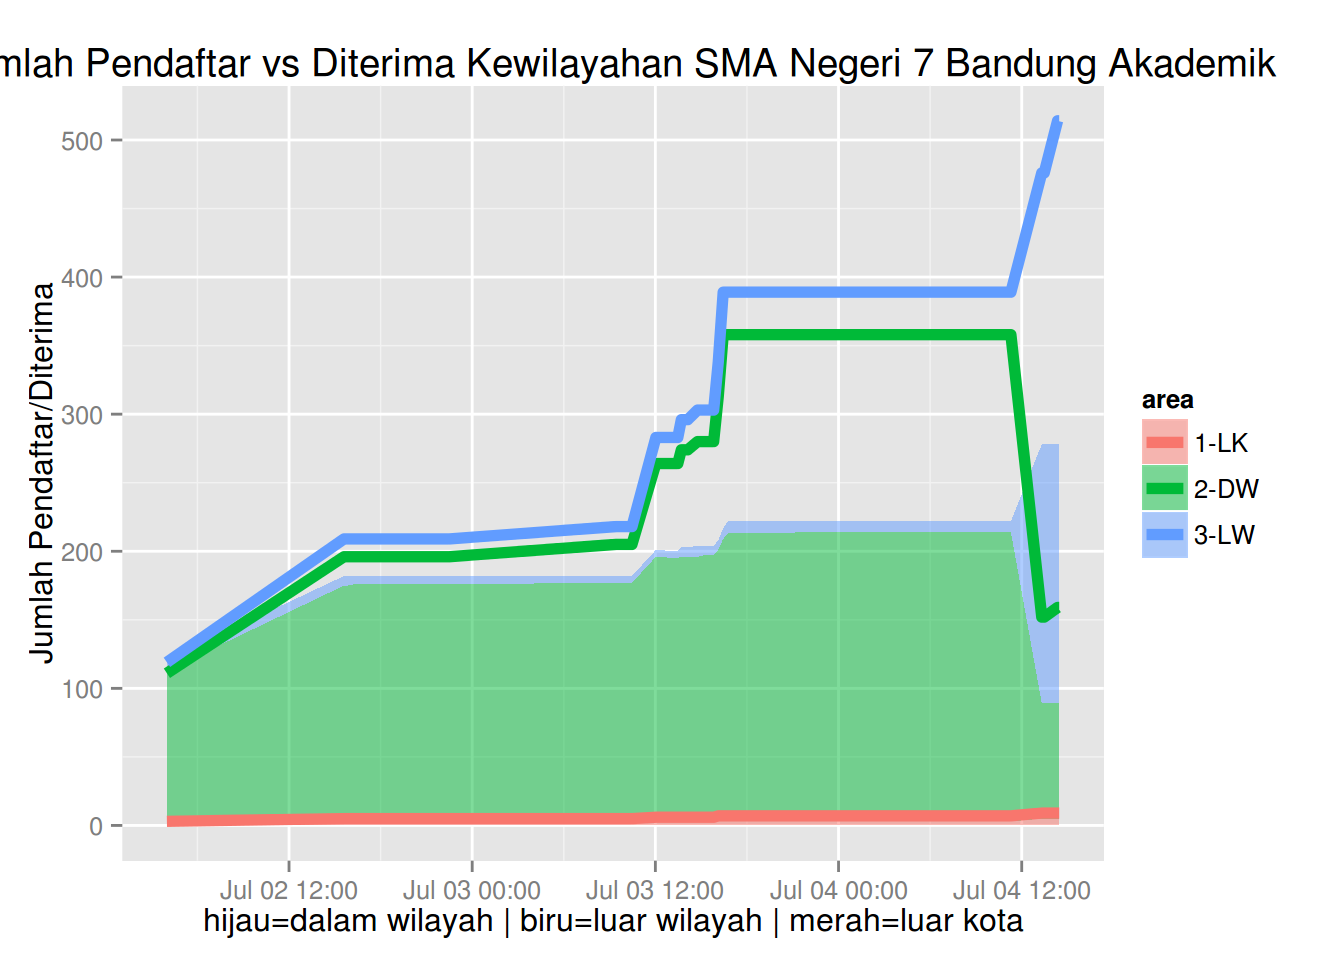 mlah Pendaftar vs Diterima Kewilayahan SMA Negeri 7 Bandung Akademik
500
400
300
200
100
0
Jumlah Pendaftar/Diterima
Jul 02 12:00
Jul 03 00:00
Jul 03 12:00
Jul 04 00:00
Jul 04 12:00
hijau=dalam wilayah | biru=luar wilayah | merah=luar kota
area
1-LK
2-DW
3-LW